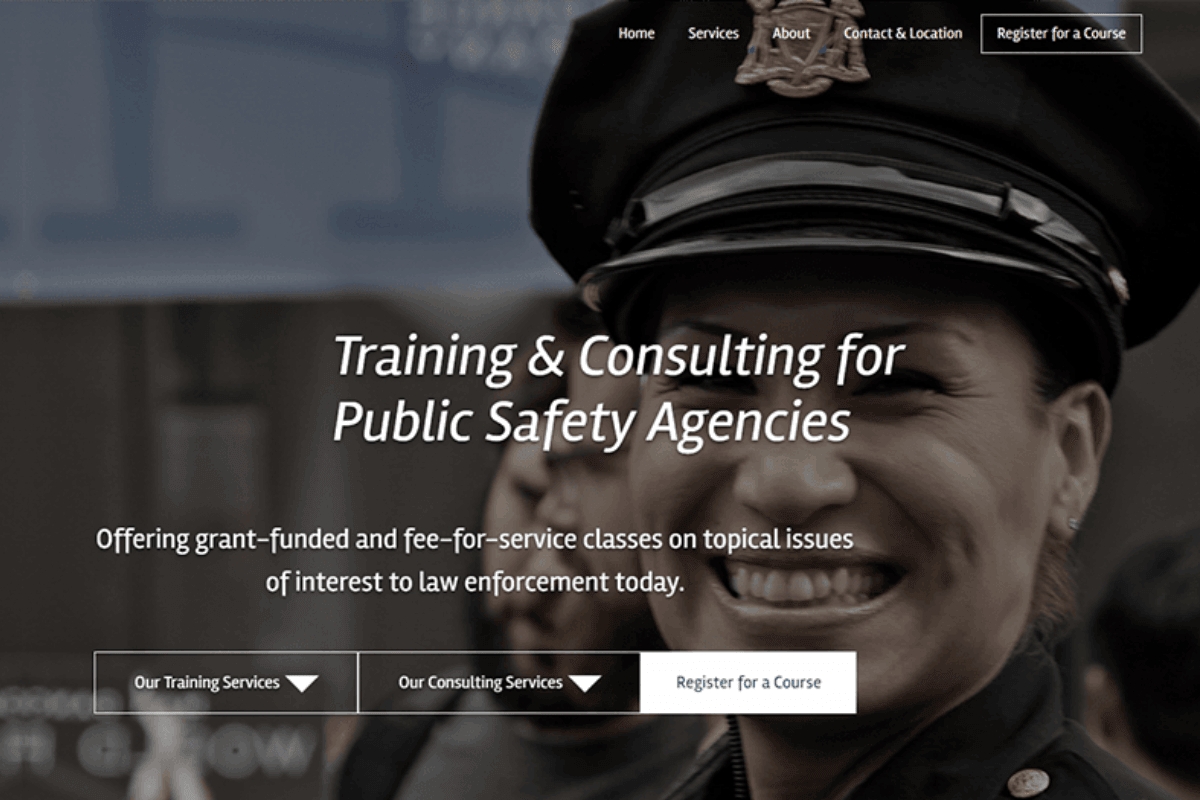 Home Services About Contact & Location Register for a Course
Training & Consulting for
Public Safety Agencies
Offering grant-funded and fee-for-service classes on topical issues
of interest to law enforcement today.
Our Training Services Our Consulting Services Register for a Course